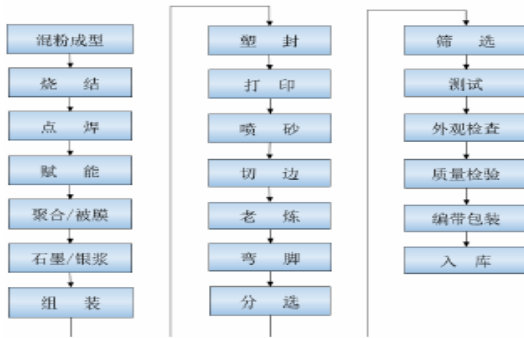 混粉成型
烧 结
点 焊
赋 能
聚合/被膜
石墨/银浆
组 装
塑 封
打 印
喷 砂
切 边
老 炼
弯 脚
分 选
筛 选
测试
外观检查
质量检验
编带包装
入 库